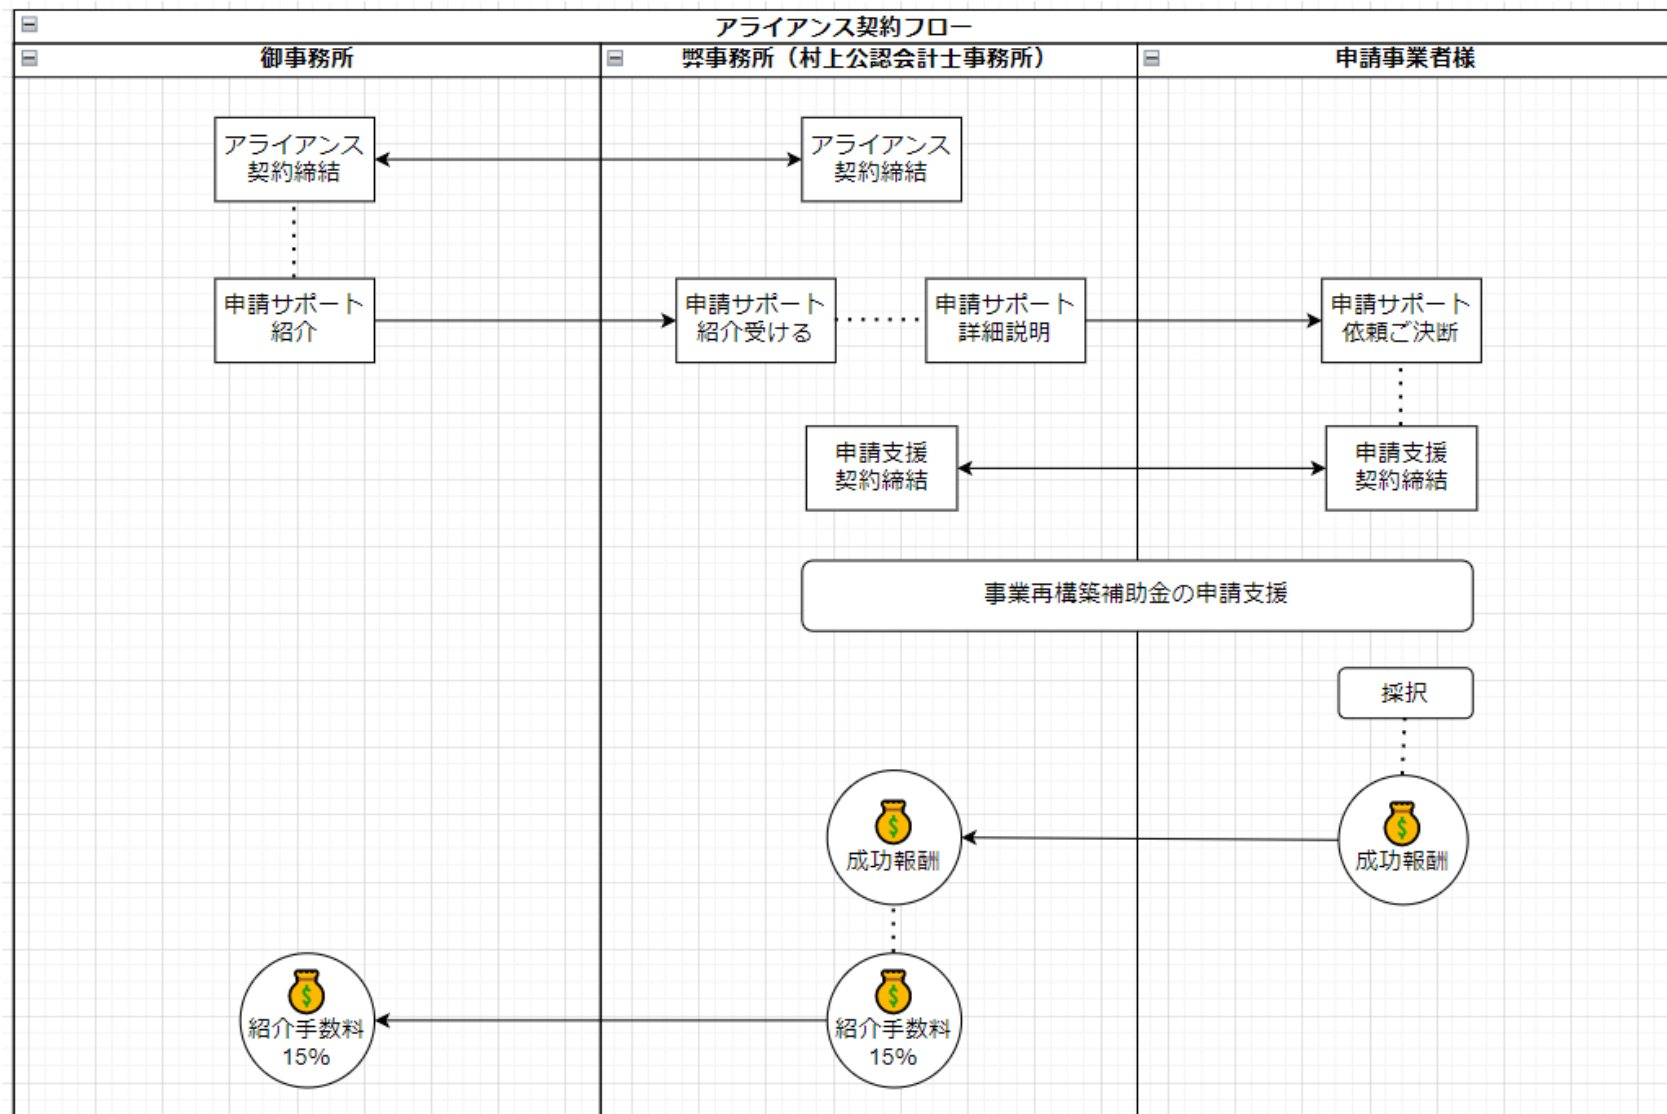 アライアンス契約フロー
御事務所
弊事務所（村上公認会計士事務所）
申請事業者様
アライアンス
契約締結
アライアンス
契約締結
申請サポート
紹介
申請サポート
紹介受ける
申請サポート
詳細説明
申請サポート
依頼ご決断
申請支援
契約締結
申請支援
契約締結
事業再構築補助金の申請支援
採択
$
成功報酬
$
成功報酬
$
紹介手数料
15%
$
紹介手数料
15%